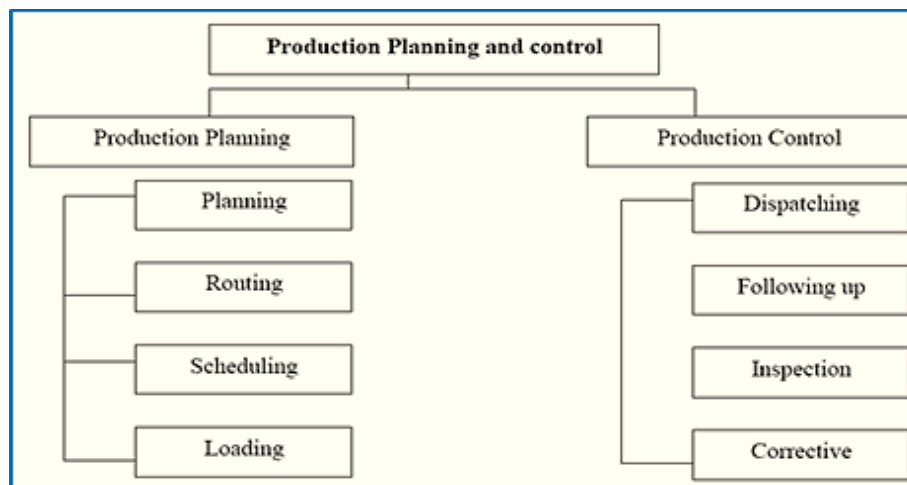 Production Planning and control
Production Planning
Production Control
Planning
Routing
Scheduling
Loading
Dispatching
Following up
Inspection
Corrective